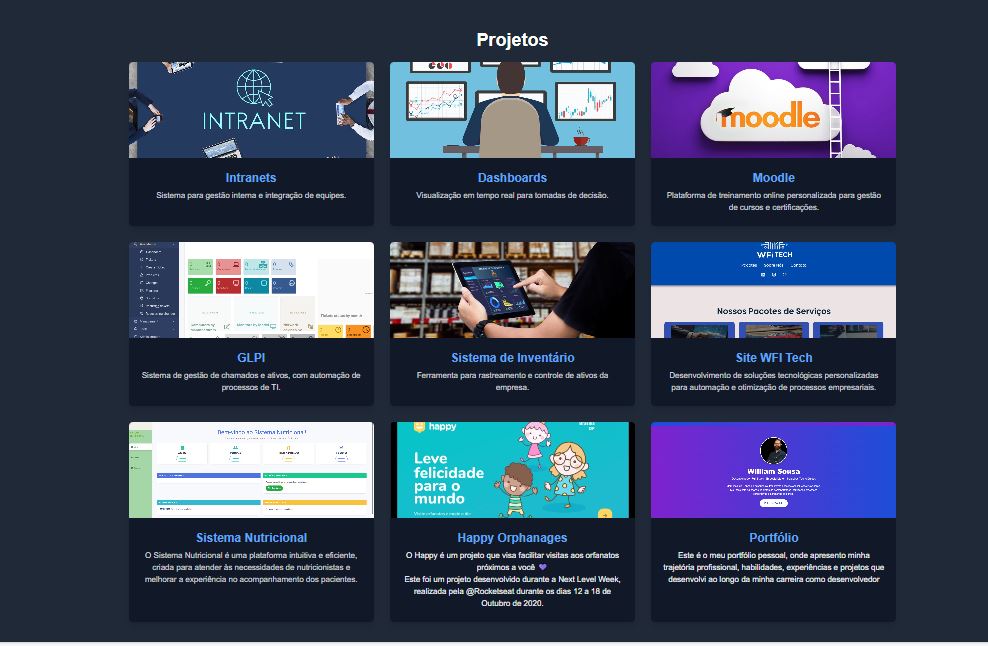 Projetos
INTRANET
moodle
Intranets
Dashboards
Moodle
Sistema para gestão interna e integração de equipes.
Visualização em tempo real para tomadas de decisão.
Plataforma de treinamento online personalizada para gestão
de cursos e certificações.
WFI TECH
Nossos Pacotes de Serviços
GLPI
Sistema de Inventário
Site WFI Tech
Sistema de gestão de chamados e ativos, com automação de
processos de TI.
Ferramenta para rastreamento e controle de ativos da
empresa.
Desenvolvimento de soluções tecnológicas personalizadas
para automação e otimização de processos empresariais.
Bem-vindo ao Sistema Nutricional!
happy
Leve
felicidade
para o
mundo
William Sousa
Sistema Nutricional
Happy Orphanages
Portfólio
O Sistema Nutricional é uma plataforma intuitiva e eficiente,
criada para atender às necessidades de nutricionistas e
melhorar a experiência no acompanhamento dos pacientes.
O Happy é um projeto que visa facilitar visitas aos orfanatos
próximos a você 💜
Este foi um projeto desenvolvido durante a Next Level Week,
realizada pela @Rocketseat durante os dias 12 a 18 de
Outubro de 2020.
Este é o meu portfólio pessoal, onde apresento minha
trajetória profissional, habilidades, experiências e projetos que
desenvolvi ao longo da minha carreira como desenvolvedor